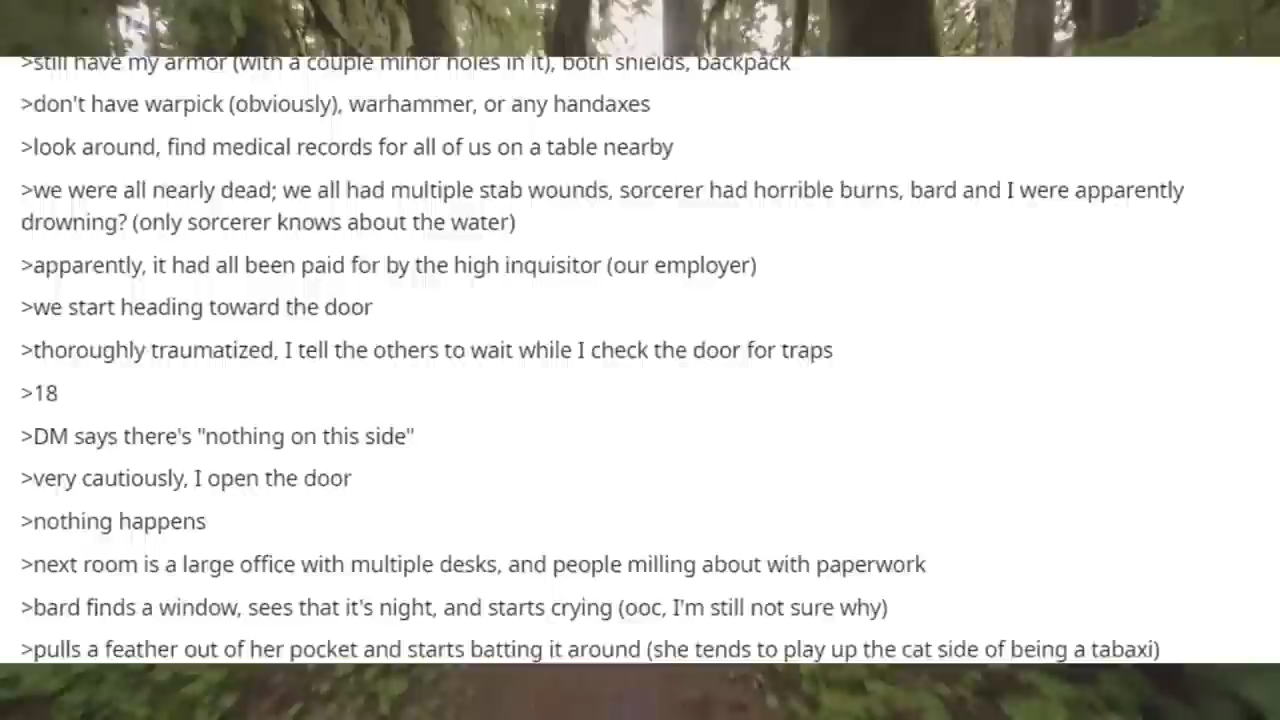 >still have my armor (with a couple minor holes in it), both shields, backpack
>don't have warpick (obviously), warhammer, or any handaxes
>look around, find medical records for all of us on a table nearby
>we were all nearly dead; we all had multiple stab wounds, sorcerer had horrible burns, bard and I were apparently
drowning? (only sorcerer knows about the water)
>apparently, it had all been paid for by the high inquisitor (our employer)
>we start heading toward the door
>thoroughly traumatized, I tell the others to wait while I check the door for traps
>18
>DM says there's "nothing on this side"
>very cautiously, I open the door
>nothing happens
>next room is a large office with multiple desks, and people milling about with paperwork
>bard finds a window, sees that it's night, and starts crying (ooc, I'm still not sure why)
>pulls a feather out of her pocket and starts batting it around (she tends to play up the cat side of being a tabaxi)